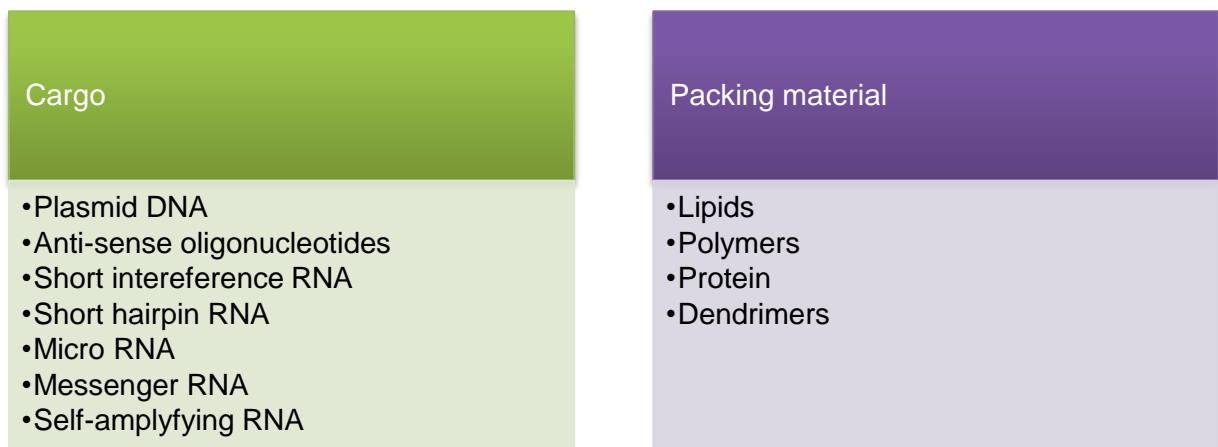 Cargo
•Plasmid DNA
•Anti-sense oligonucleotides
•Short intereference RNA
•Short hairpin RNA
•Micro RNA
•Messenger RNA
•Self-amplyfying RNA
Packing material
•Lipids
•Polymers
•Protein
•Dendrimers